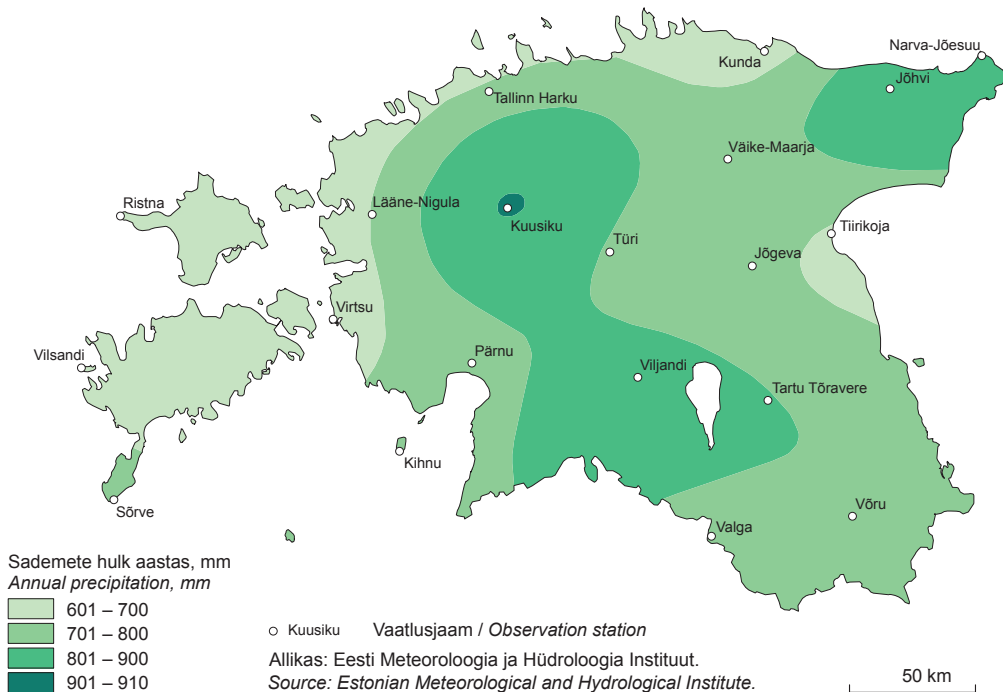 Narva-Jõesuu
Kunda
Jõhvi
Tallinn Harku
Väike-Maarja
Ristna
Lääne-Nigula
Kuusiku
Tiirikoja
Türi
Jõgeva
Virtsu
Vilsandi
Pärnu
Viljandi
Tartu Tõravere
Kihnu
Sõrve
Võru
Valga
Sademete hulk aastas, mm
Annual precipitation, mm
601 – 700
701 – 800
801 – 900
901 – 910
Kuusiku Vaatlusjaam / Observation station
Allikas: Eesti Meteoroloogia ja Hüdroloogia Instituut.
Source: Estonian Meteorological and Hydrological Institute.
50 km